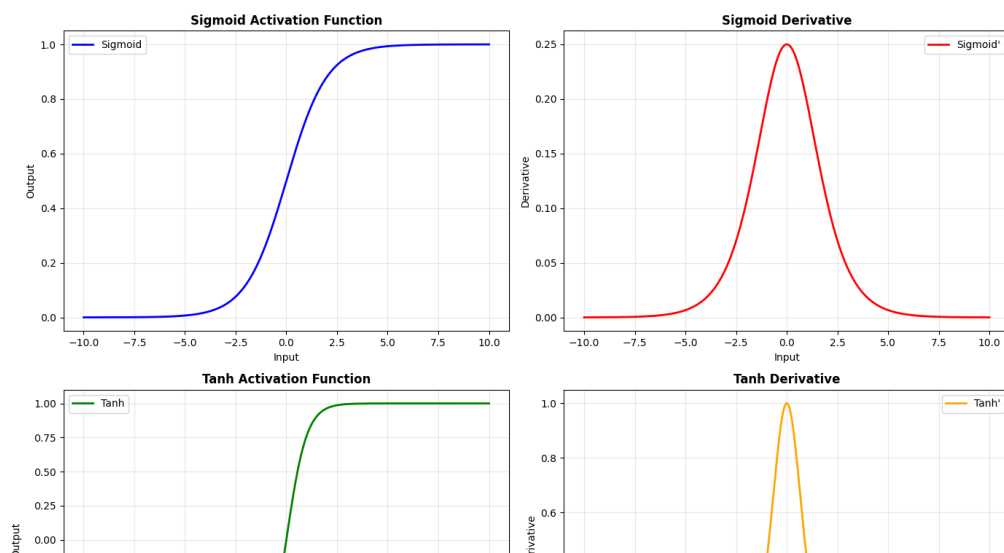 Sigmoid Activation Function
Sigmoid
1.0
0.8
0.6
0.4
0.2
0.0
Output
−10.0 −7.5 −5.0 −2.5 0.0 2.5 5.0 7.5 10.0
Input
Sigmoid Derivative
Sigmoid'
0.25
0.20
0.15
0.10
0.05
0.00
Derivative
−10.0 −7.5 −5.0 −2.5 0.0 2.5 5.0 7.5 10.0
Input
Tanh Activation Function
Tanh
1.00
0.75
0.50
0.25
0.00
Output
Tanh Derivative
Tanh'
1.0
0.8
0.6
rivative